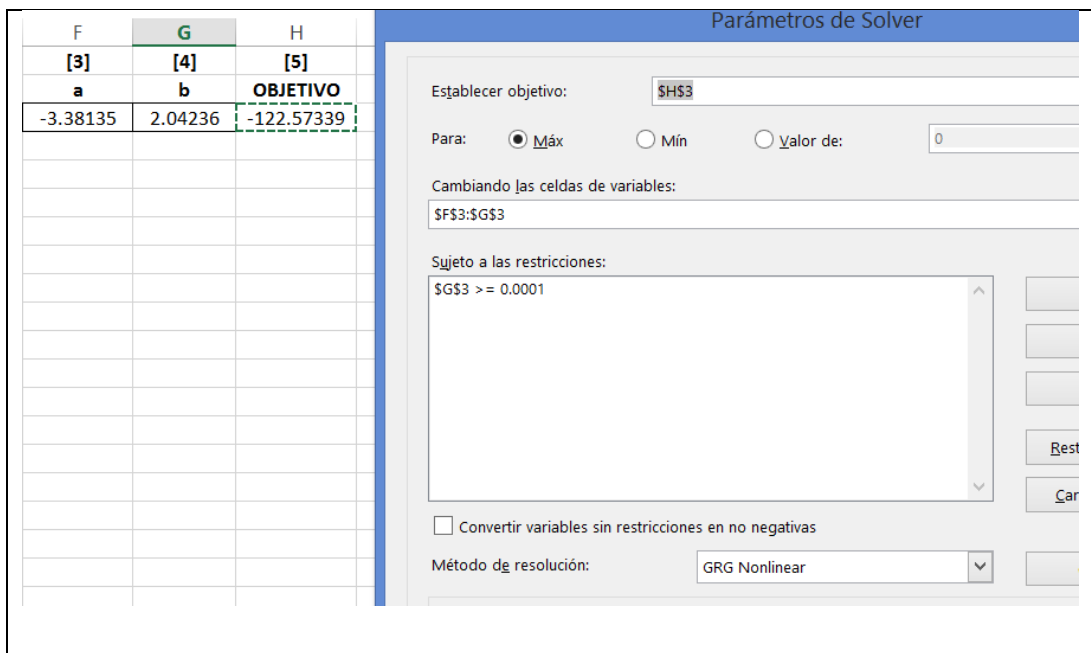 F G H
[3] [4] [5]
a b OBJETIVO
-3.38135 2.04236 -122.57339
Parámetros de Solver
Establecer objetivo: $H$3
Para: Máx Mín Valor de: 0
Cambiando las celdas de variables:
$F$3:$G$3
Sujeto a las restricciones:
$G$3 >= 0.0001
Rest
Car
Convertir variables sin restricciones en no negativas
Método de resolución: GRG Nonlinear